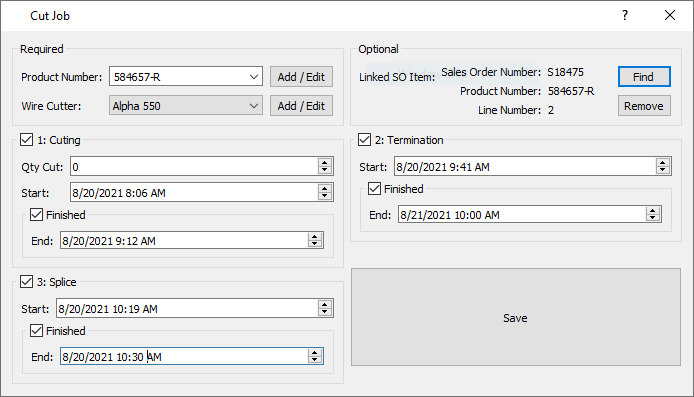 Cut Job
?
Required
Product Number: 584657-R Add / Edit
Wire Cutter: Alpha 550 Add / Edit
Optional
Linked SO Item: Sales Order Number: S18475 Find
Product Number: 584657-R
Line Number: 2 Remove
1: Cuting
Qty Cut: 0
Start: 8/20/2021 8:06 AM
Finished
End: 8/20/2021 9:12 AM
2: Termination
Start: 8/20/2021 9:41 AM
Finished
End: 8/21/2021 10:00 AM
3: Splice
Start: 8/20/2021 10:19 AM
Finished
End: 8/20/2021 10:30 AM
Save